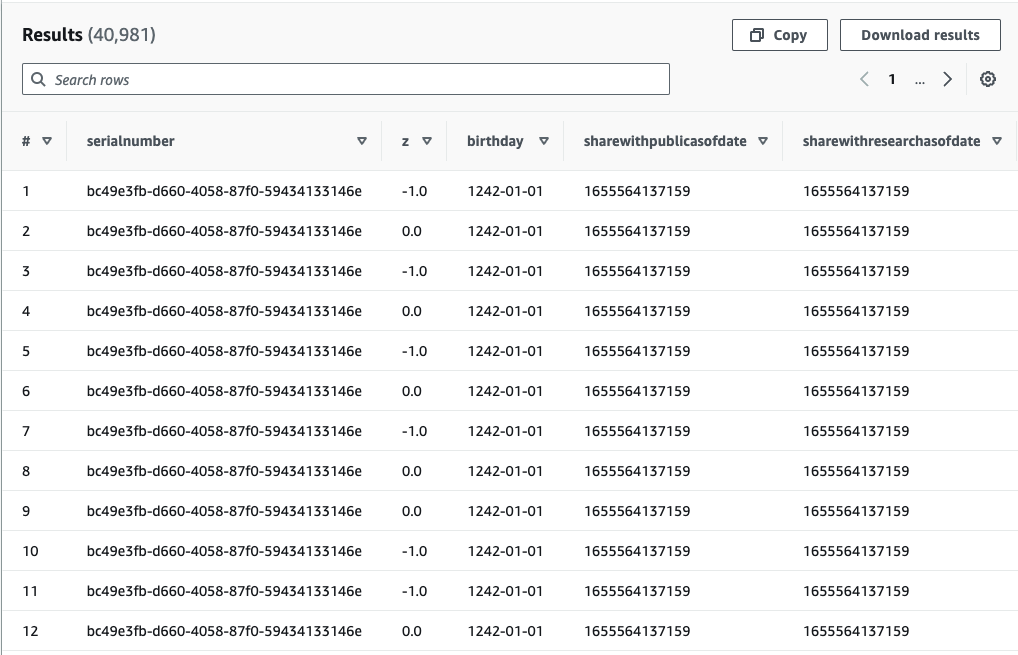 Results (40,981)
Copy
Download results
Search rows
1 ...
# serialnumber z birthday sharewithpublicasofdate sharewithresearchasofdate
1 bc49e3fb-d660-4058-87f0-59434133146e -1.0 1242-01-01 1655564137159 1655564137159
2 bc49e3fb-d660-4058-87f0-59434133146e 0.0 1242-01-01 1655564137159 1655564137159
3 bc49e3fb-d660-4058-87f0-59434133146e -1.0 1242-01-01 1655564137159 1655564137159
4 bc49e3fb-d660-4058-87f0-59434133146e 0.0 1242-01-01 1655564137159 1655564137159
5 bc49e3fb-d660-4058-87f0-59434133146e -1.0 1242-01-01 1655564137159 1655564137159
6 bc49e3fb-d660-4058-87f0-59434133146e 0.0 1242-01-01 1655564137159 1655564137159
7 bc49e3fb-d660-4058-87f0-59434133146e -1.0 1242-01-01 1655564137159 1655564137159
8 bc49e3fb-d660-4058-87f0-59434133146e 0.0 1242-01-01 1655564137159 1655564137159
9 bc49e3fb-d660-4058-87f0-59434133146e 0.0 1242-01-01 1655564137159 1655564137159
10 bc49e3fb-d660-4058-87f0-59434133146e -1.0 1242-01-01 1655564137159 1655564137159
11 bc49e3fb-d660-4058-87f0-59434133146e -1.0 1242-01-01 1655564137159 1655564137159
12 bc49e3fb-d660-4058-87f0-59434133146e 0.0 1242-01-01 1655564137159 1655564137159